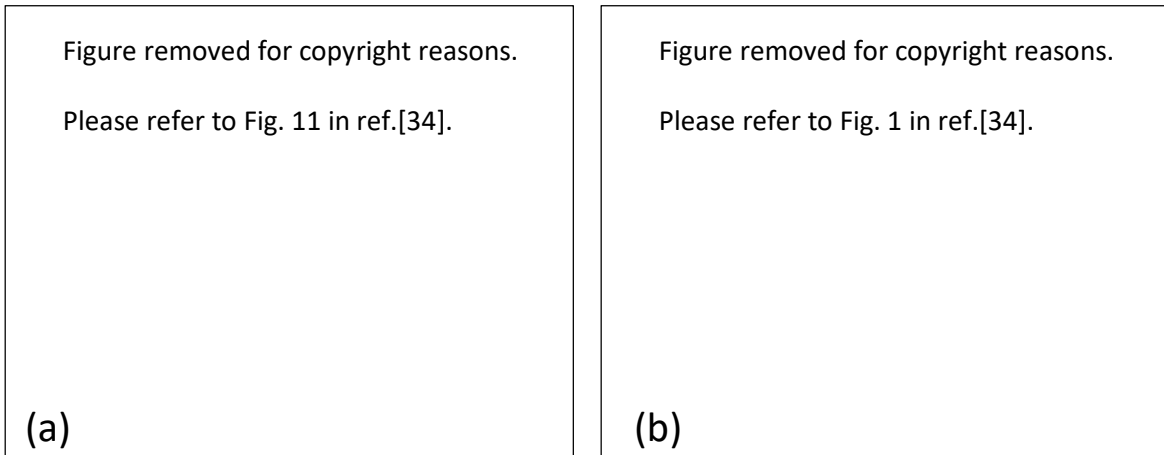 Figure removed for copyright reasons.
Please refer to Fig. 11 in ref.[34].
(a)
Figure removed for copyright reasons.
Please refer to Fig. 1 in ref.[34].
(b)